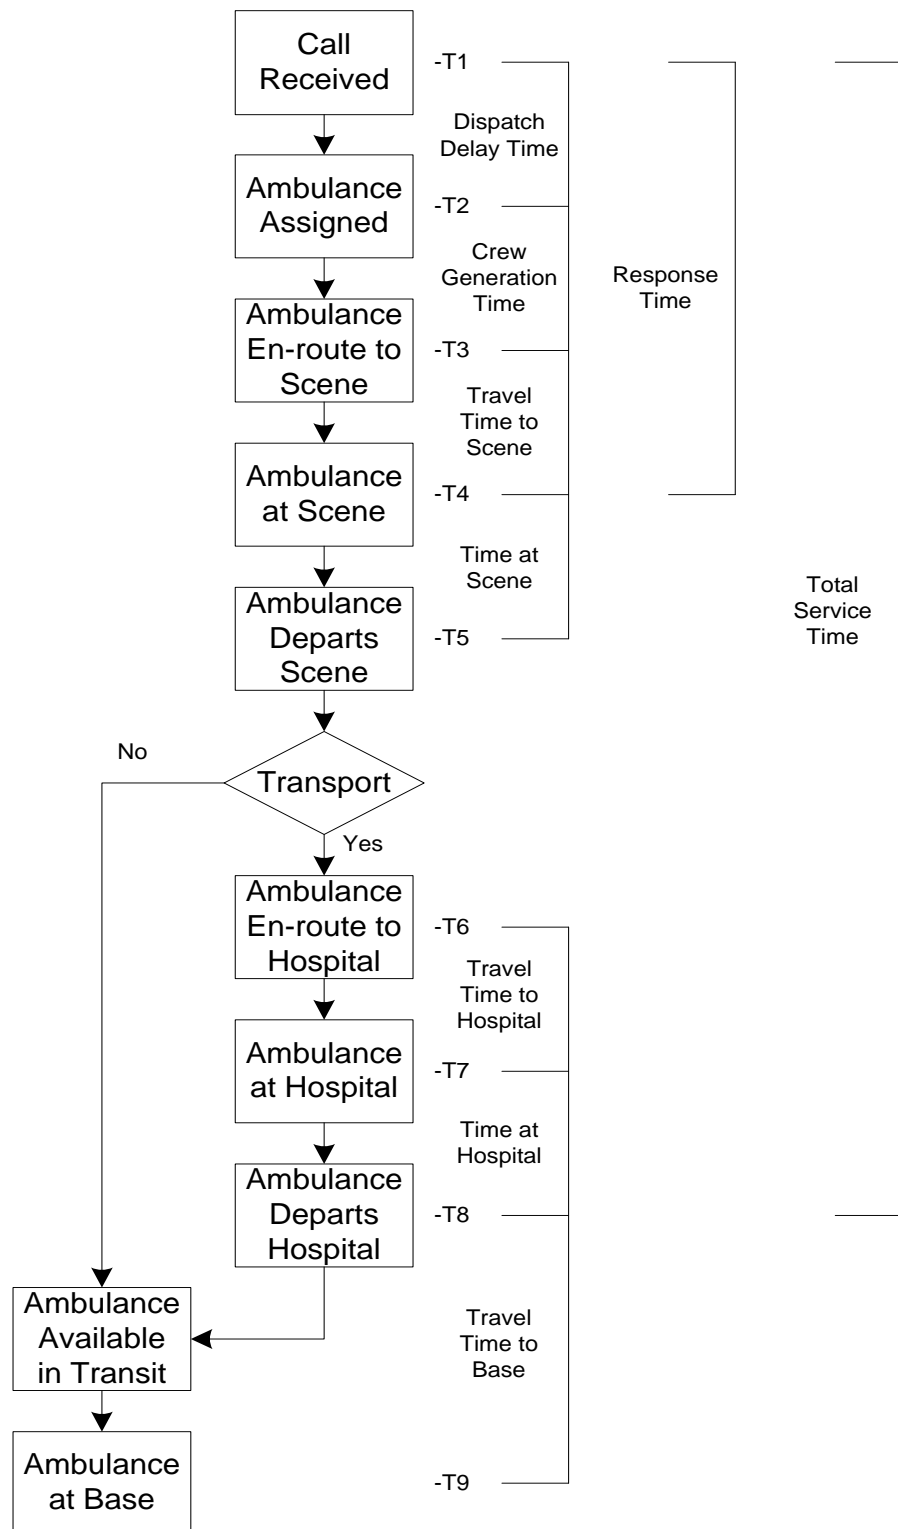 Call
Received
-T1
Dispatch
Delay Time
Ambulance
Assigned
-T2
Crew
Generation
Time
Response
Time
Ambulance
En-route to
Scene
-T3
Travel
Time to
Scene
Ambulance
at Scene
-T4
Time at
Scene
Total
Service
Time
Ambulance
Departs
Scene
-T5
No
Transport
Yes
Ambulance
En-route to
Hospital
-T6
Travel
Time to
Hospital
Ambulance
at Hospital
-T7
Time at
Hospital
Ambulance
Departs
Hospital
-T8
Ambulance
Available
in Transit
Travel
Time to
Base
Ambulance
at Base
-T9